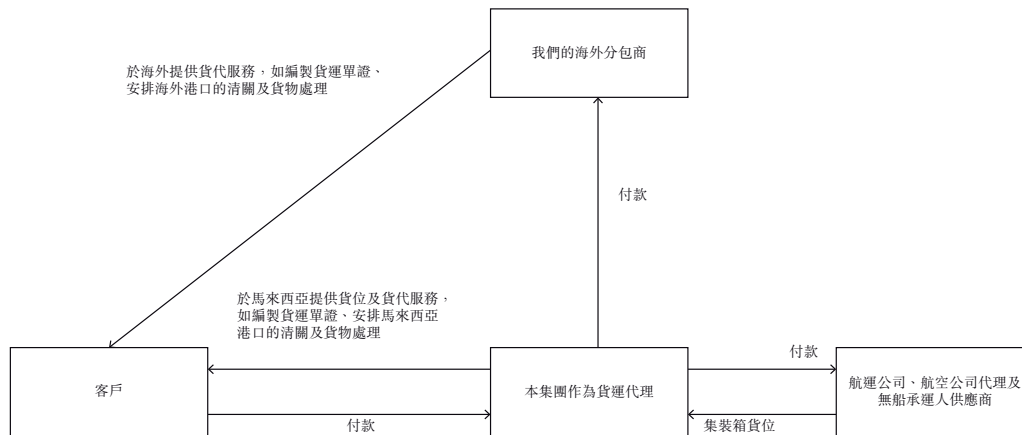 我們的海外分包商
於海外提供貨代服務，如編製貨運單證、
安排海外港口的清關及貨物處理
付款
於馬來西亞提供貨位及貨代服務，
如編製貨運單證、安排馬來西亞
港口的清關及貨物處理
付款
客戶
本集團作為貨運代理
航運公司、航空公司代理及
無船承運人供應商
付款
集裝箱貨位